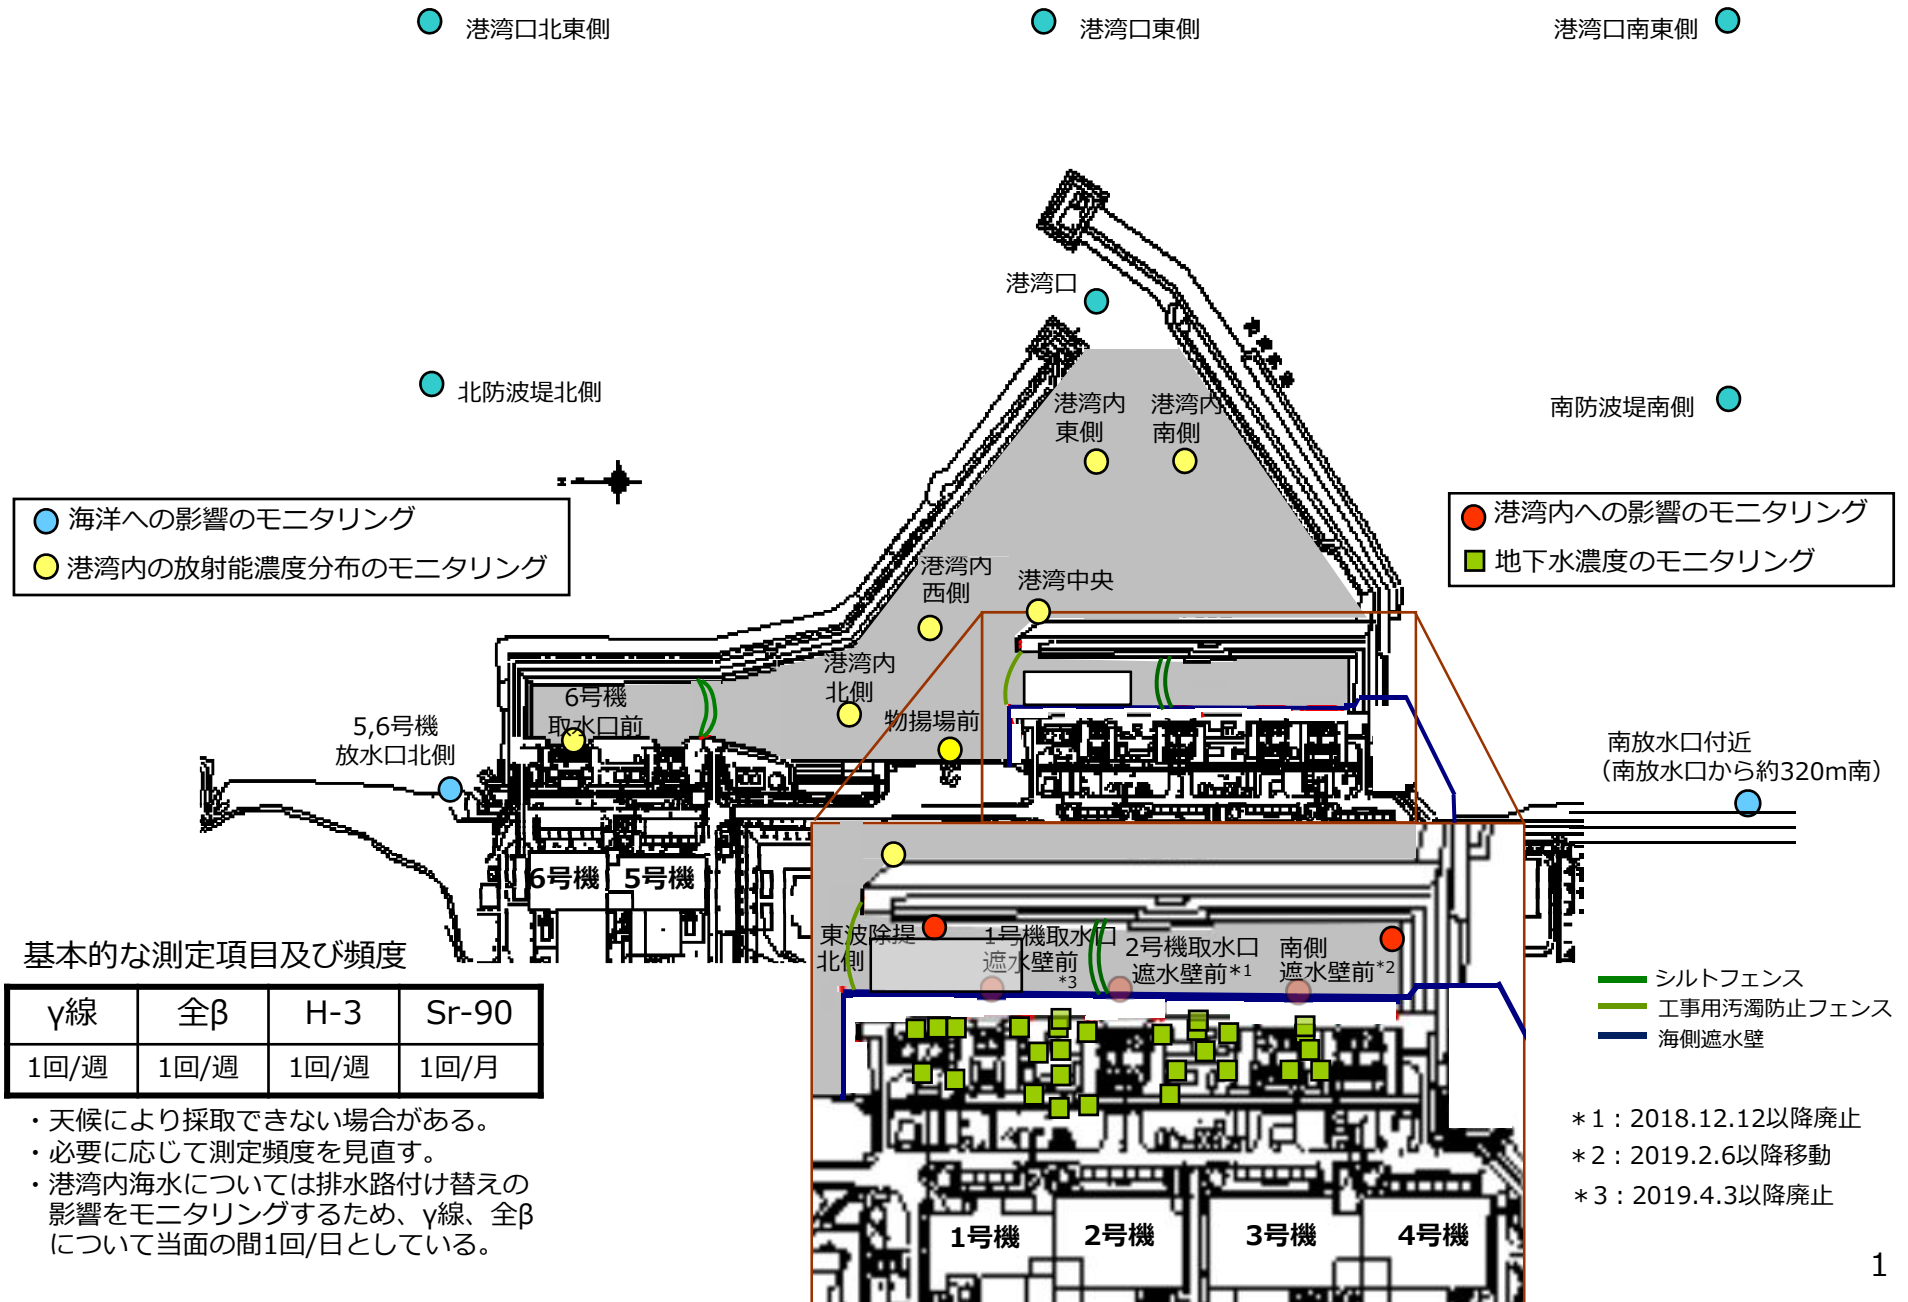 港湾口北東側
港湾口東側
港湾口南東側
港湾口
北防波堤北側
南防波堤南側
港湾内
東側
港湾内
南側
海洋への影響のモニタリング
港湾内の放射能濃度分布のモニタリング
港湾内への影響のモニタリング
地下水濃度のモニタリング
港湾内
西側
港湾中央
港湾内
北側
6号機
取水口前
物揚場前
5,6号機
放水口北側
南放水口付近
（南放水口から約320m南）
6号機
5号機
東波除堤
北側
1号機取水口
遮水壁前
*3
2号機取水口
遮水壁前*1
南側
遮水壁前*2
シルトフェンス
工事用汚濁防止フェンス
海側遮水壁
基本的な測定項目及び頻度
γ線 全β H-3 Sr-90
1回/週 1回/週 1回/週 1回/月
・天候により採取できない場合がある。
・必要に応じて測定頻度を見直す。
・港湾内海水については排水路付け替えの
影響をモニタリングするため、γ線、全β
について当面の間1回/日としている。
＊1：2018.12.12以降廃止
＊2：2019.2.6以降移動
＊3：2019.4.3以降廃止
1号機
2号機
3号機
4号機
1